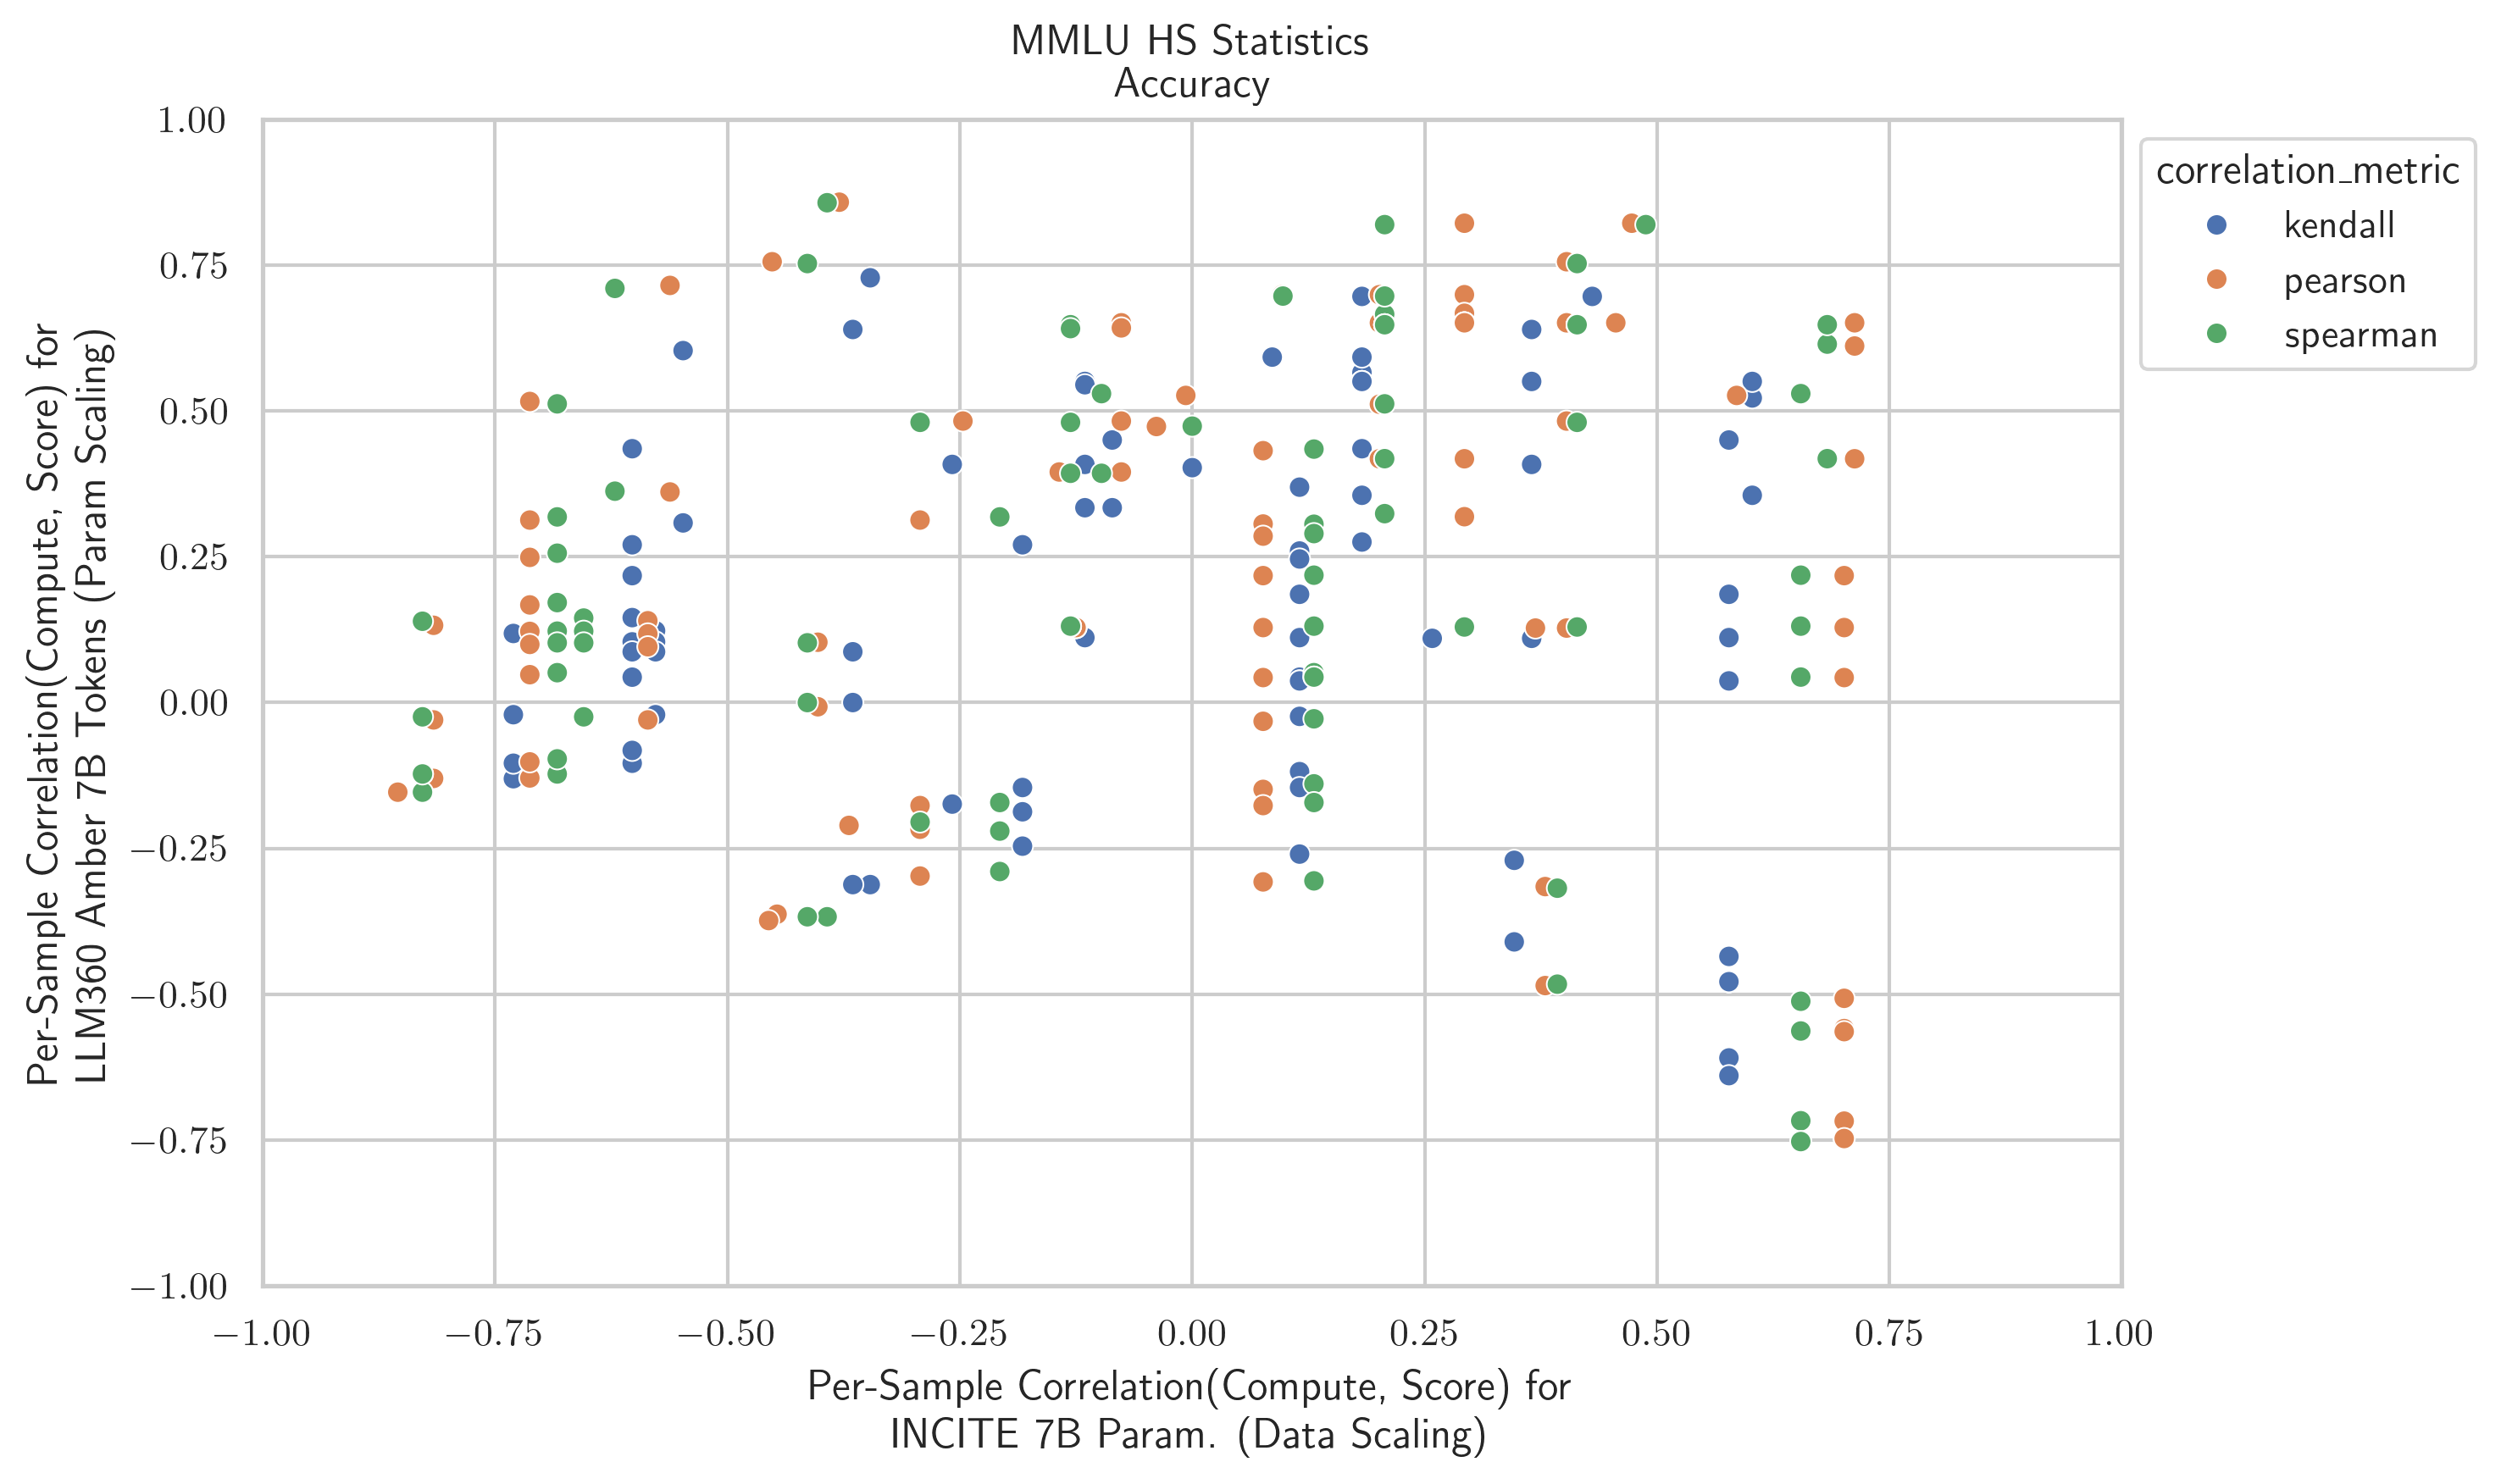 MMLU HS Statistics
Accuracy
1.00
0.75
0.50
0.25
0.00
−0.25
−0.50
−0.75
−1.00
Per-Sample Correlation(Compute, Score) for
LLM360 Amber 7B Tokens (Param Scaling)
−1.00 −0.75 −0.50 −0.25 0.00 0.25 0.50 0.75 1.00
Per-Sample Correlation(Compute, Score) for
INCITE 7B Param. (Data Scaling)
correlation_metric
kendall
pearson
spearman